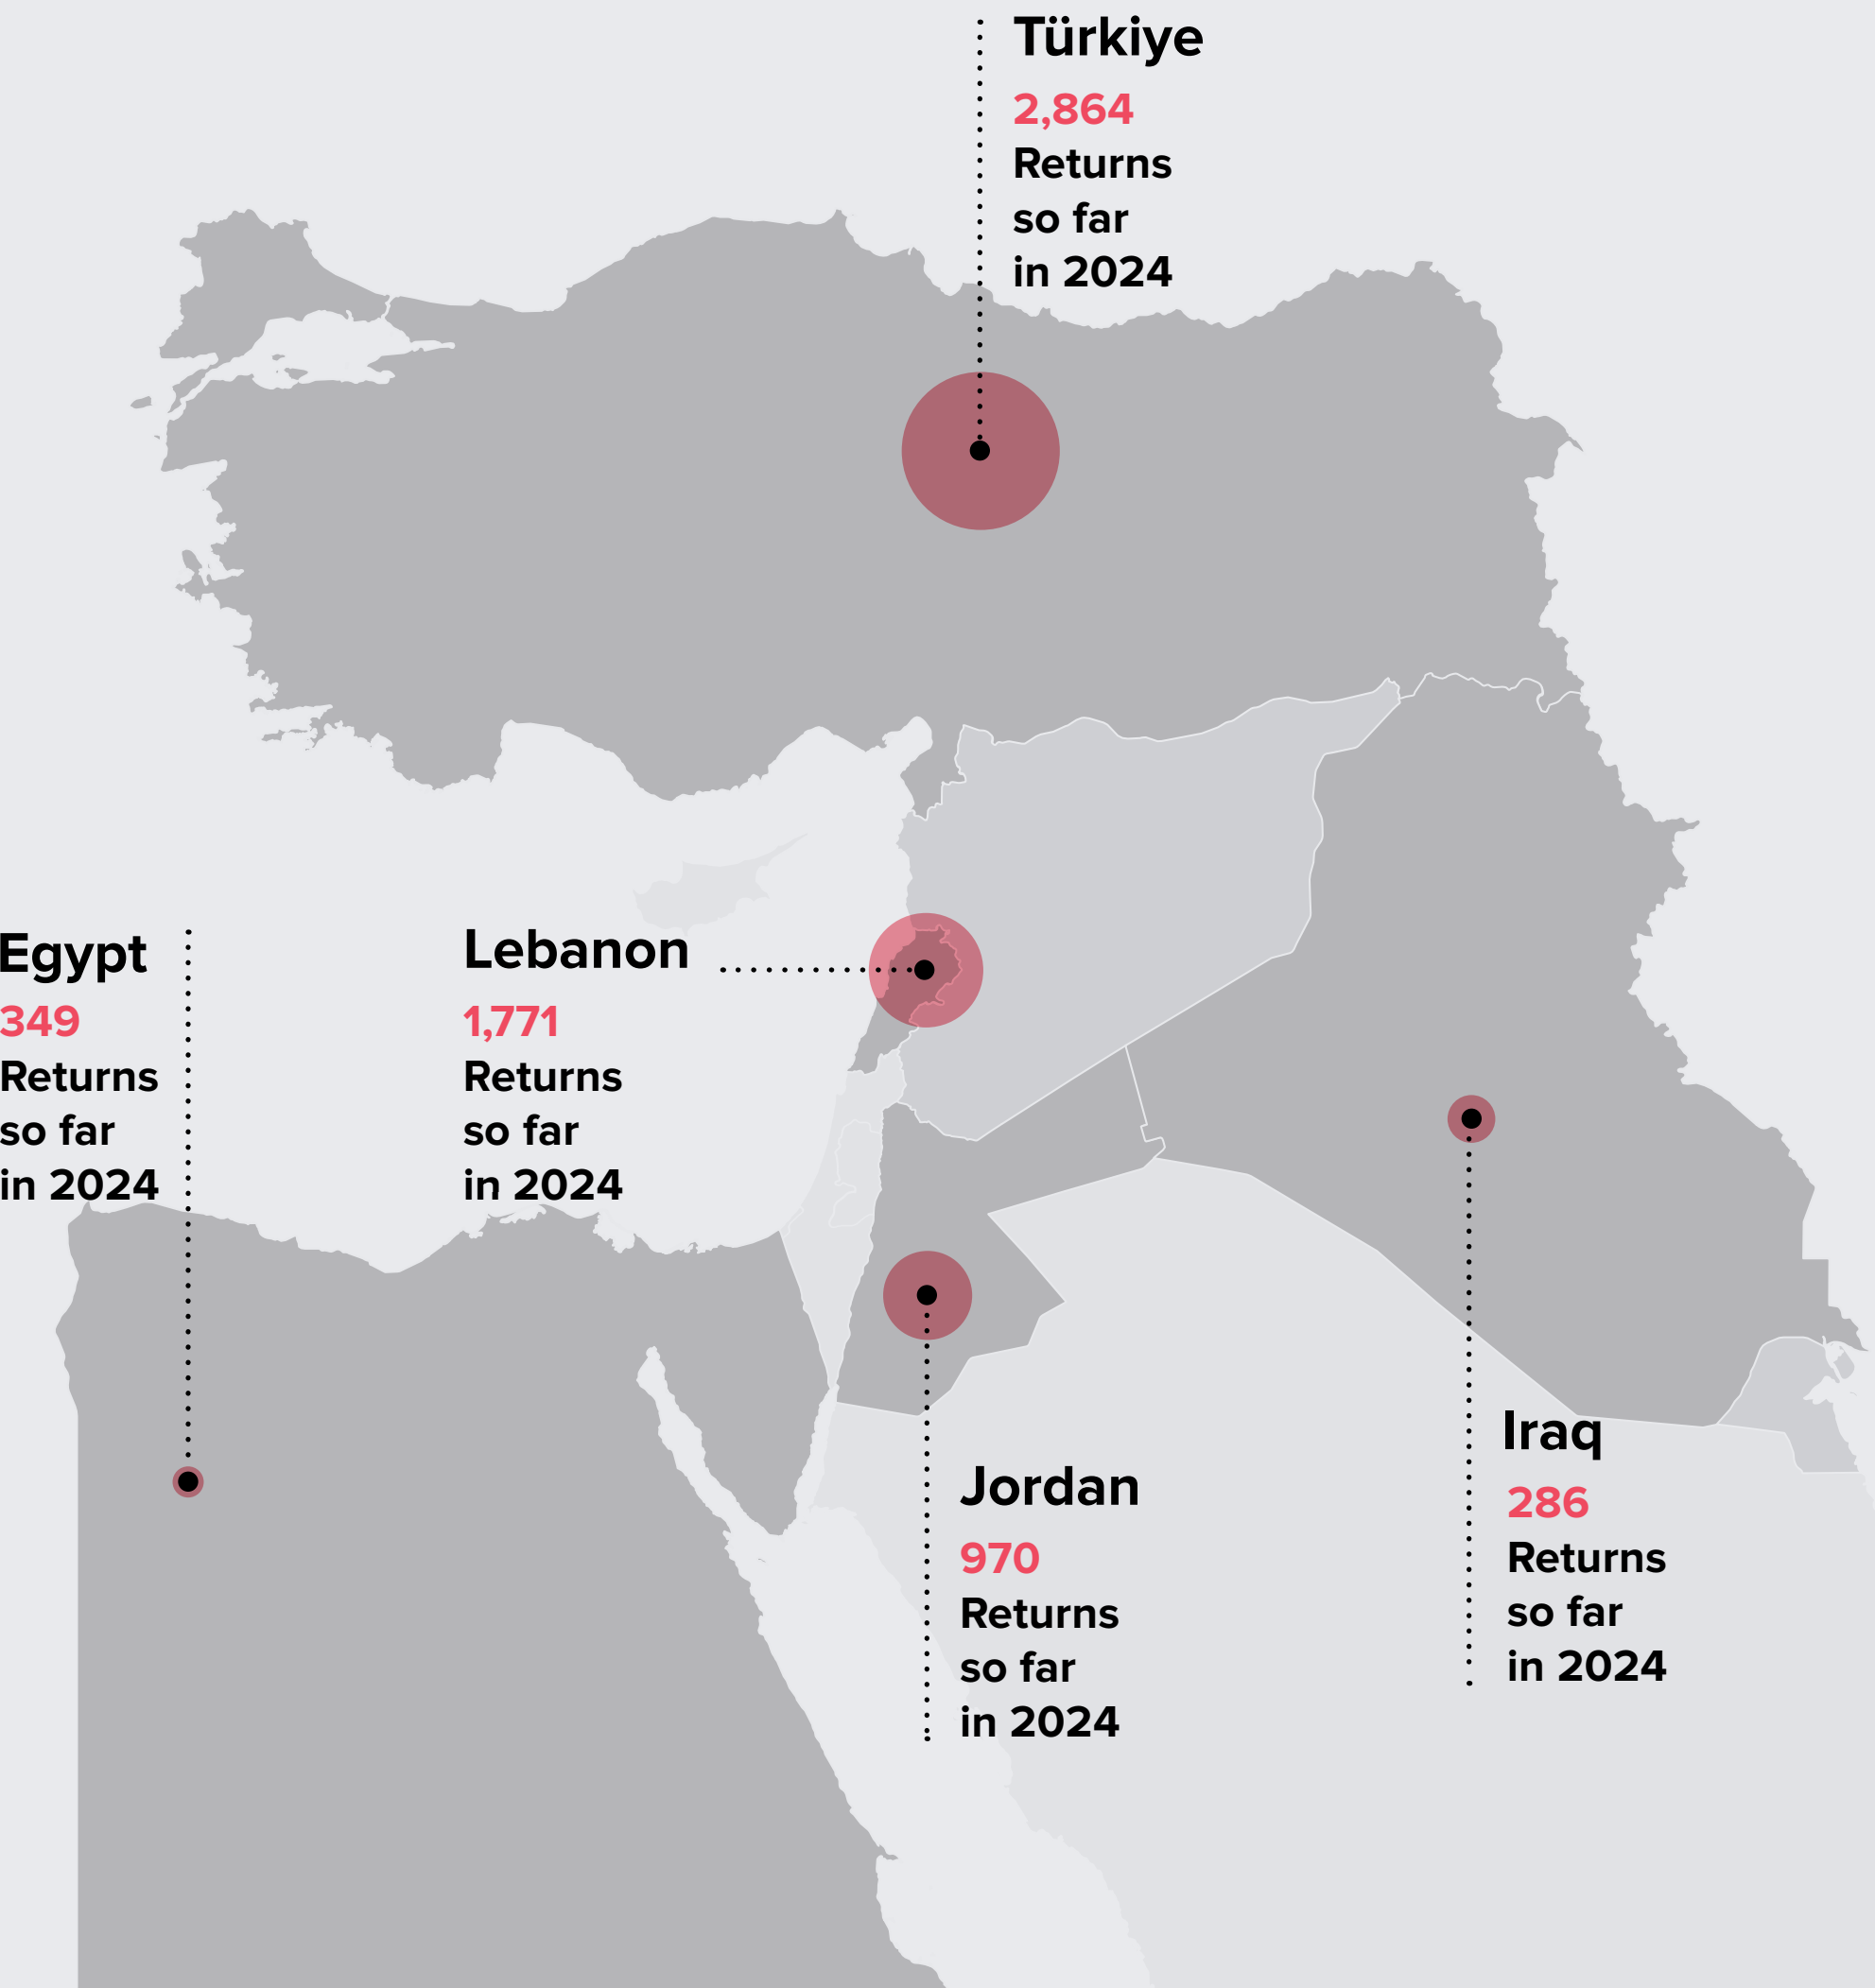 Türkiye
2,864
Returns
so far
in 2024
Egypt
349
Returns
so far
in 2024
Lebanon
1,771
Returns
so far
in 2024
Jordan
970
Returns
so far
in 2024
Iraq
286
Returns
so far
in 2024